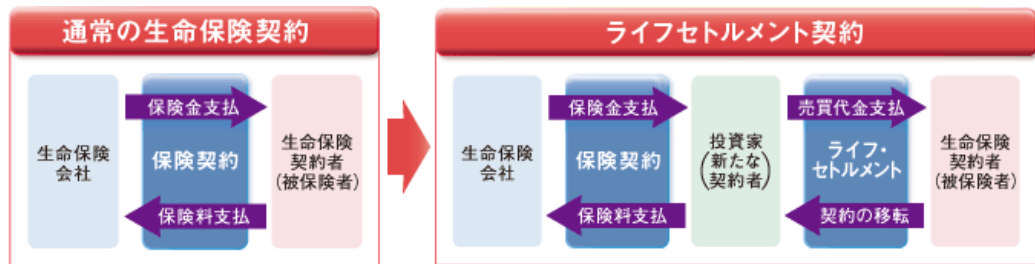 通常の生命保険契約
生命保険
会社
保険金支払
保険契約
保険料支払
生命保険
契約者
(被保険者)
ライフセトルメント契約
生命保険
会社
保険金支払
保険契約
保険料支払
投資家
(新たな
契約者)
売買代金支払
ライフ・
セトルメント
契約の移転
生命保険
契約者
(被保険者)